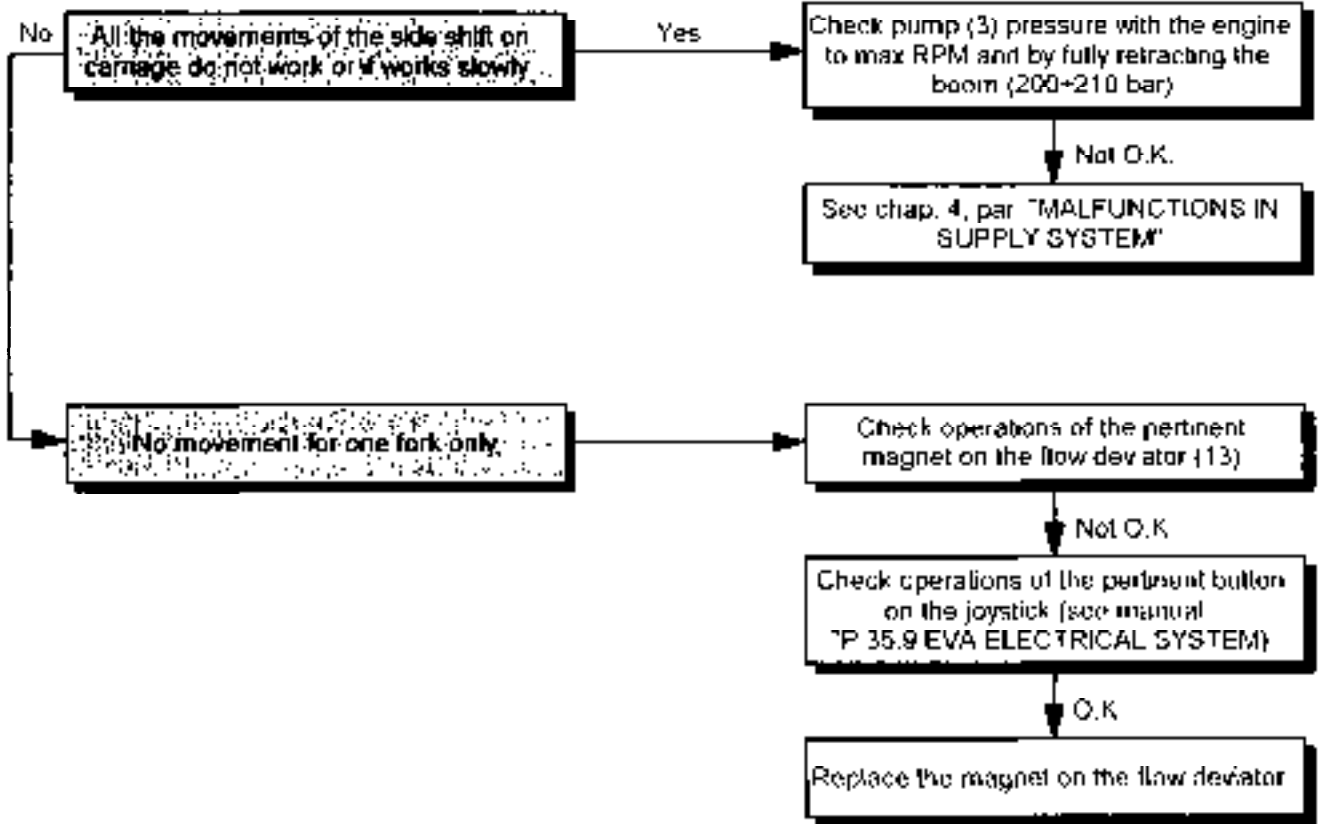 No
All the movements of the side shift on
carriage do not work or if works slowly
Yes
Check pump (3) pressure with the engine
to max RPM and by fully retracting the
boom (200÷210 bar)
Not O.K.
See chap. 4, par. "MALFUNCTIONS IN
SUPPLY SYSTEM"
No movement for one fork only
Check operations of the pertinent
magnet on the flow deviator (13)
Not O.K
Check operations of the pertinent button
on the joystick (see manual
"P 35.9 EVA ELECTRICAL SYSTEM)
O.K
Replace the magnet on the flow deviator